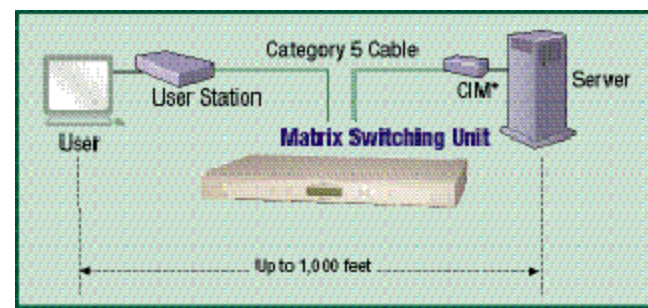 Category 5 Cable
User Station
CIM*
Server
User
Matrix Switching Unit
Up to 1,000 feet